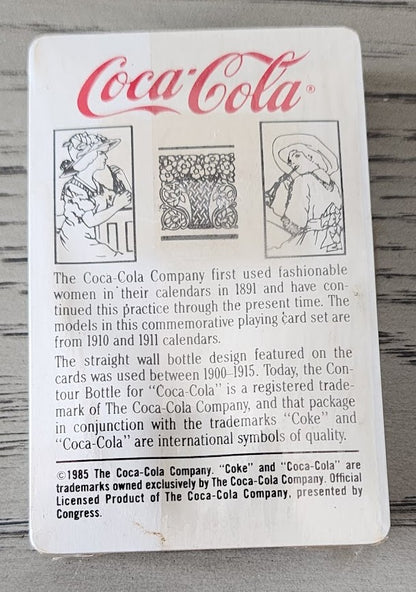 Coca-Cola®
The Coca-Cola Company first used fashionable
women in their calendars in 1891 and have con-
tinued this practice through the present time. The
models in this commemorative playing card set are
from 1910 and 1911 calendars.
The straight wall bottle design featured on the
cards was used between 1900-1915. Today, the Con-
tour Bottle for “Coca-Cola” is a registered trade-
mark of The Coca-Cola Company, and that package
in conjunction with the trademarks “Coke” and
“Coca-Cola” are international symbols of quality.
©1985 The Coca-Cola Company. “Coke” and “Coca-Cola” are
trademarks owned exclusively by The Coca-Cola Company. Official
Licensed Product of The Coca-Cola Company, presented by
Congress.